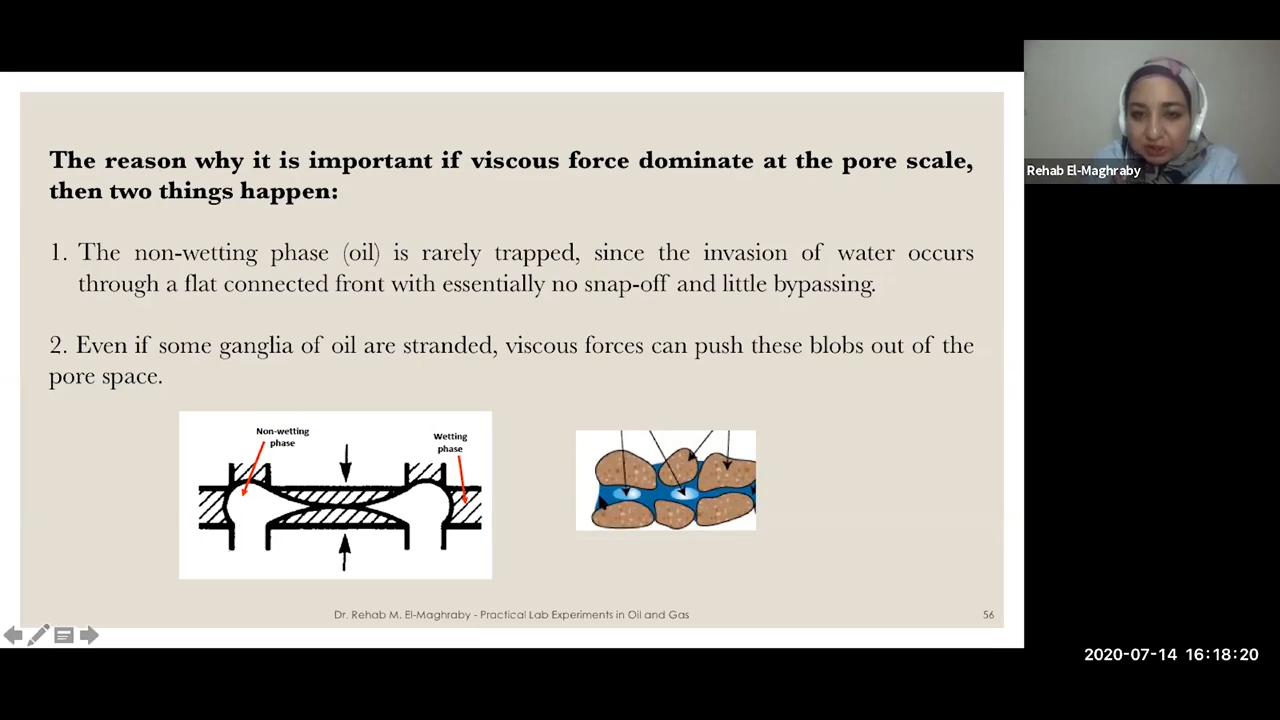 The reason why it is important if viscous force dominate at the pore scale,
then two things happen:
1. The non-wetting phase (oil) is rarely trapped, since the invasion of water occurs
through a flat connected front with essentially no snap-off and little bypassing.
2. Even if some ganglia of oil are stranded, viscous forces can push these blobs out of the
pore space.
Non-wetting
phase
Wetting
phase
Dr. Rehab M. El-Maghraby - Practical Lab Experiments in Oil and Gas
56
Rehab El-Maghraby
2020-07-14 16:18:20